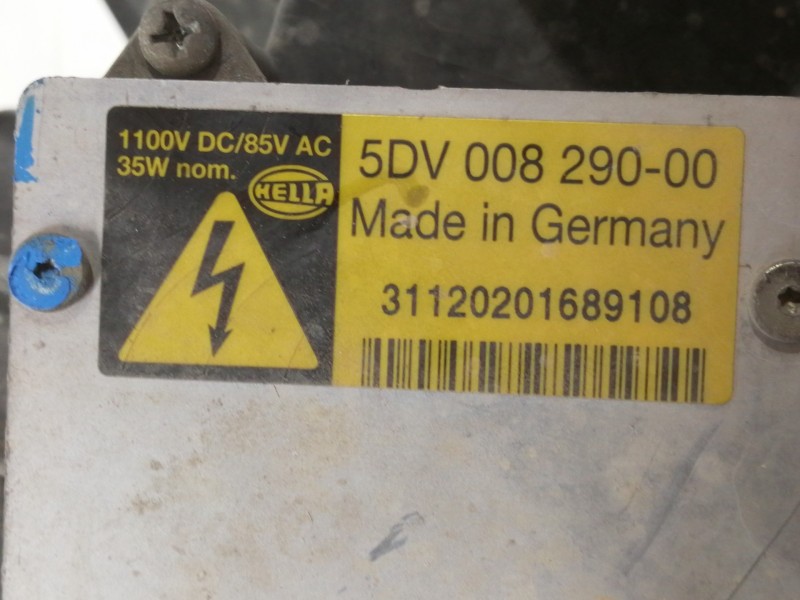 1100V DC/85V AC
35W nom.
HELLA
5DV 008 290-00
Made in Germany
31120201689108